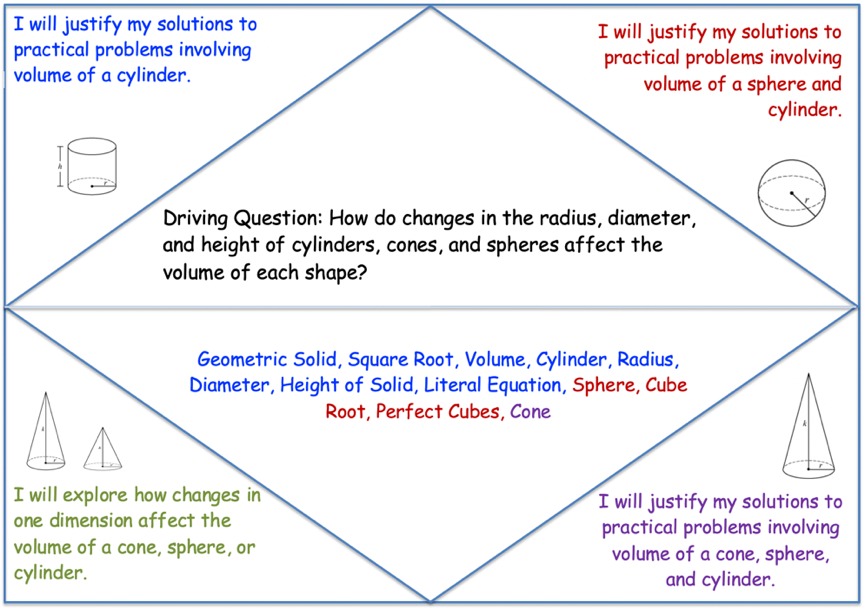 I will justify my solutions to
practical problems involving
volume of a cylinder.
I will justify my solutions to
practical problems involving
volume of a sphere and
cylinder.
h
r
r
Driving Question: How do changes in the radius, diameter,
and height of cylinders, cones, and spheres affect the
volume of each shape?
Geometric Solid, Square Root, Volume, Cylinder, Radius,
Diameter, Height of Solid, Literal Equation, Sphere, Cube
Root, Perfect Cubes, Cone
r
r
I will explore how changes in
one dimension affect the
volume of a cone, sphere, or
cylinder.
I will justify my solutions to
practical problems involving
volume of a cone, sphere,
and cylinder.